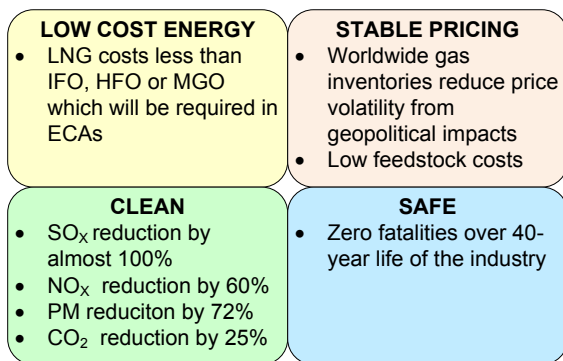 LOW COST ENERGY
• LNG costs less than
IFO, HFO or MGO
which will be required in
ECAs
STABLE PRICING
• Worldwide gas
inventories reduce price
volatility from
geopolitical impacts
• Low feedstock costs
CLEAN
• SOX reduction by
almost 100%
• NOX reduction by 60%
• PM reduciton by 72%
• CO2 reduction by 25%
SAFE
• Zero fatalities over 40-
year life of the industry